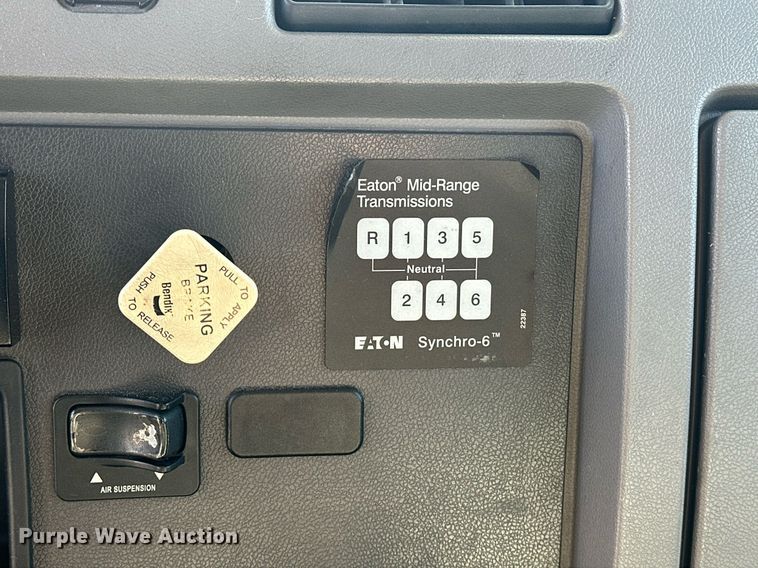 Eaton® Mid-Range
Transmissions
R 1 3 5
Neutral
2 4 6
EATON Synchro-6™
22387
PULL TO APPLY
PARKING
BRAKE
Bendix
PUSH TO RELEASE
AIR SUSPENSION
Purple Wave Auction